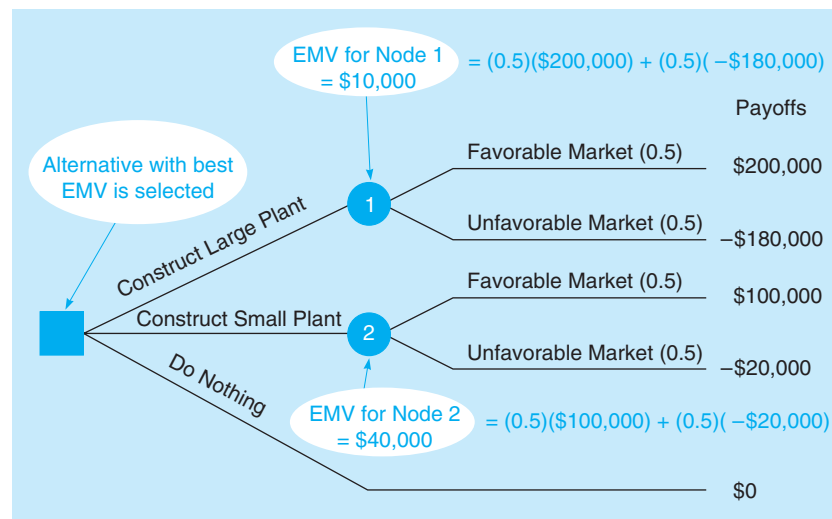 EMV for Node 1
= $10,000
= (0.5)($200,000) + (0.5)( −$180,000)
Payoffs
Alternative with best
EMV is selected
Favorable Market (0.5)
$200,000
1
Construct Large Plant
Unfavorable Market (0.5)
−$180,000
Favorable Market (0.5)
$100,000
Construct Small Plant
2
Unfavorable Market (0.5)
−$20,000
Do Nothing
EMV for Node 2
= $40,000
= (0.5)($100,000) + (0.5)( −$20,000)
$0